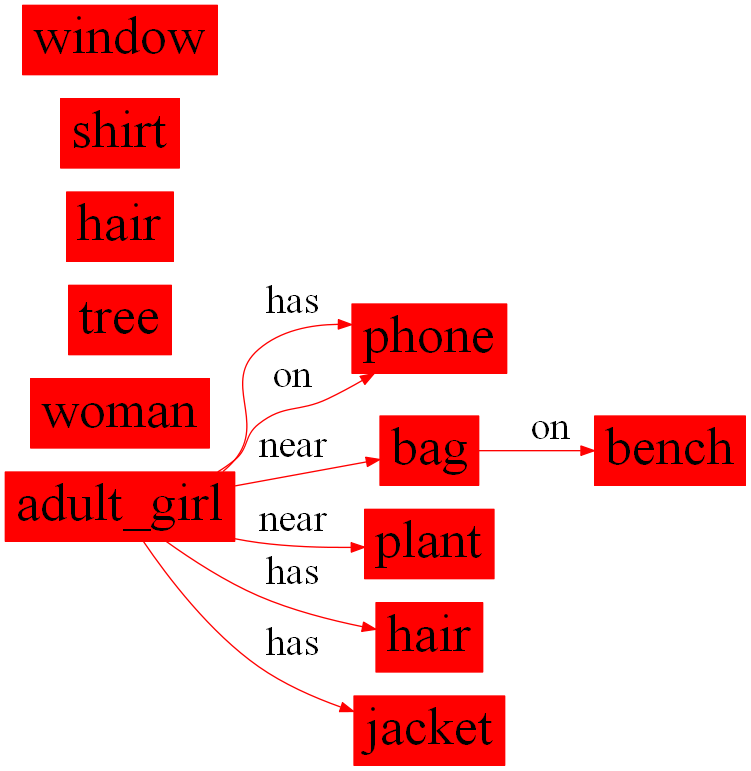 window
shirt
hair
tree
woman
adult_girl
has
on
near
near
has
has
phone
bag
on
bench
plant
hair
jacket